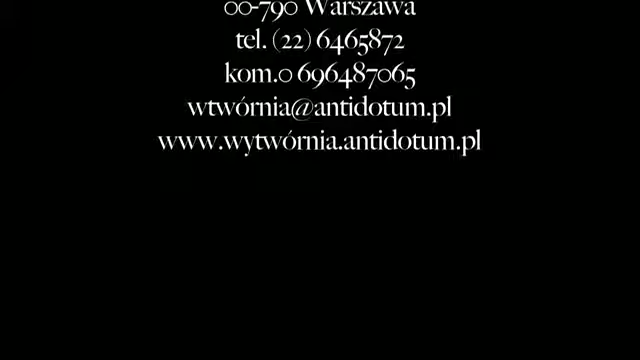 00-790 Warszawa
tel. (22) 6465872
kom.0 696487065
wtwórnia@antidotum.pl
www.wytwórnia.antidotum.pl